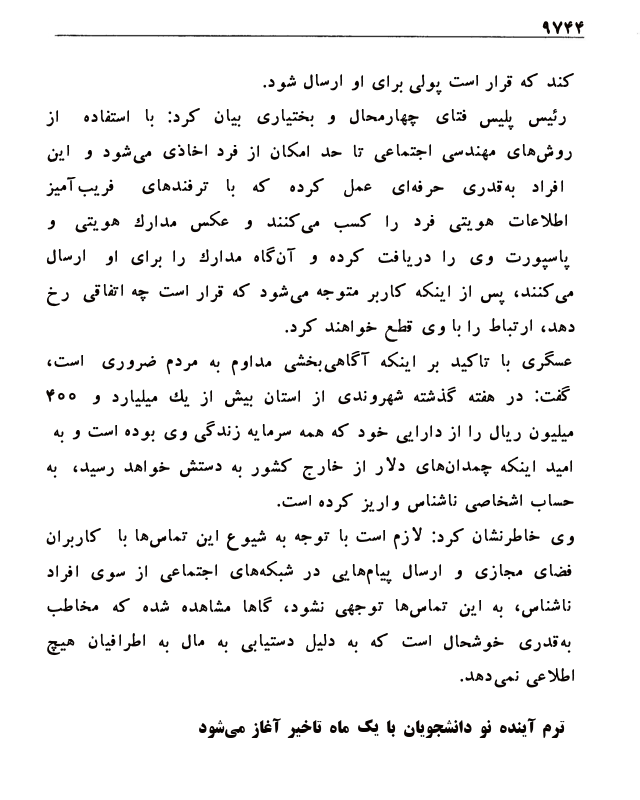 ۹۷۴۴
کند که قرار است پولی برای او ارسال شود.
رئیس پلیس فتای چهارمحال و بختیاری بیان کرد: با استفاده از
روش‌های مهندسی اجتماعی تا حد امکان از فرد اخاذی می‌شود و این
افراد به‌قدری حرفه‌ای عمل کرده که با ترفندهای فریب‌آمیز
اطلاعات هویتی فرد را کسب می‌کنند و عکس مدارك هویتی و
پاسپورت وی را دریافت کرده و آن‌گاه مدارك را برای او ارسال
می‌کنند، پس از اینکه کاربر متوجه می‌شود که قرار است چه اتفاقی رخ
دهد، ارتباط را با وی قطع خواهند کرد.
عسگری با تاکید بر اینکه آگاهی‌بخشی مداوم به مردم ضروری است،
گفت: در هفته گذشته شهروندی از استان بیش از یك میلیارد و ۴۰۰
میلیون ریال را از دارایی خود که همه سرمایه زندگی وی بوده است و به
امید اینکه چمدان‌های دلار از خارج کشور به دستش خواهد رسید، به
حساب اشخاصی ناشناس واریز کرده است.
وی خاطرنشان کرد: لازم است با توجه به شیوع این تماس‌ها با کاربران
فضای مجازی و ارسال پیام‌هایی در شبکه‌های اجتماعی از سوی افراد
ناشناس، به این تماس‌ها توجهی نشود، گاها مشاهده شده که مخاطب
به‌قدری خوشحال است که به دلیل دستیابی به مال به اطرافیان هیچ
اطلاعی نمی‌دهد.
ترم آینده نو دانشجویان با یک ماه تاخیر آغاز می‌شود